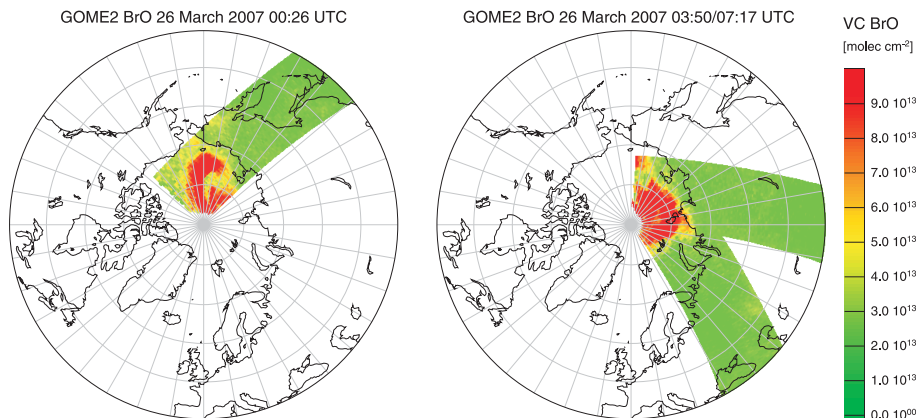 GOME2 BrO 26 March 2007 00:26 UTC
GOME2 BrO 26 March 2007 03:50/07:17 UTC
VC BrO
[molec cm⁻²]
9.0 10¹³
8.0 10¹³
7.0 10¹³
6.0 10¹³
5.0 10¹³
4.0 10¹³
3.0 10¹³
2.0 10¹³
1.0 10¹³
0.0 10⁰⁰